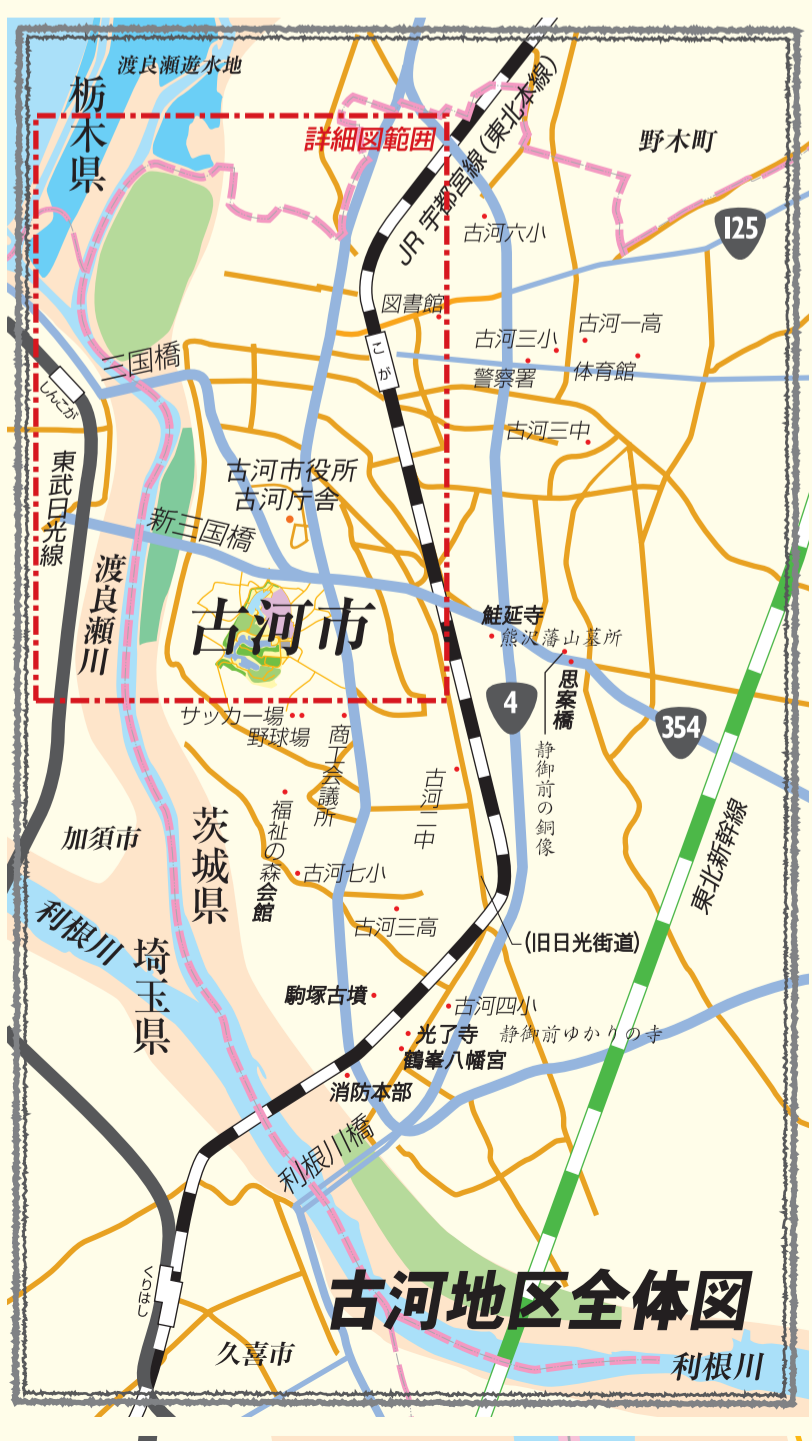 渡良瀬遊水地
栃木県
詳細図範囲
JR 宇都宮線(東北本線)
野木町
125
古河六小
図書館
古河三小
古河一高
こが
警察署
体育館
三国橋
しんこが
古河三中
東武日光線
古河市役所
古河庁舎
新三国橋
渡良瀬川
古河市
鮭延寺
熊沢藩山墓所
思案橋
4
354
静御前の銅像
サッカー場
野球場
商工会議所
古河二中
福祉の森会館
加須市
茨城県
東北新幹線
古河七小
古河三高
利根川
(旧日光街道)
埼玉県
駒塚古墳
古河四小
光了寺
静御前ゆかりの寺
鶴峯八幡宮
消防本部
利根川橋
くりはし
古河地区全体図
久喜市
利根川